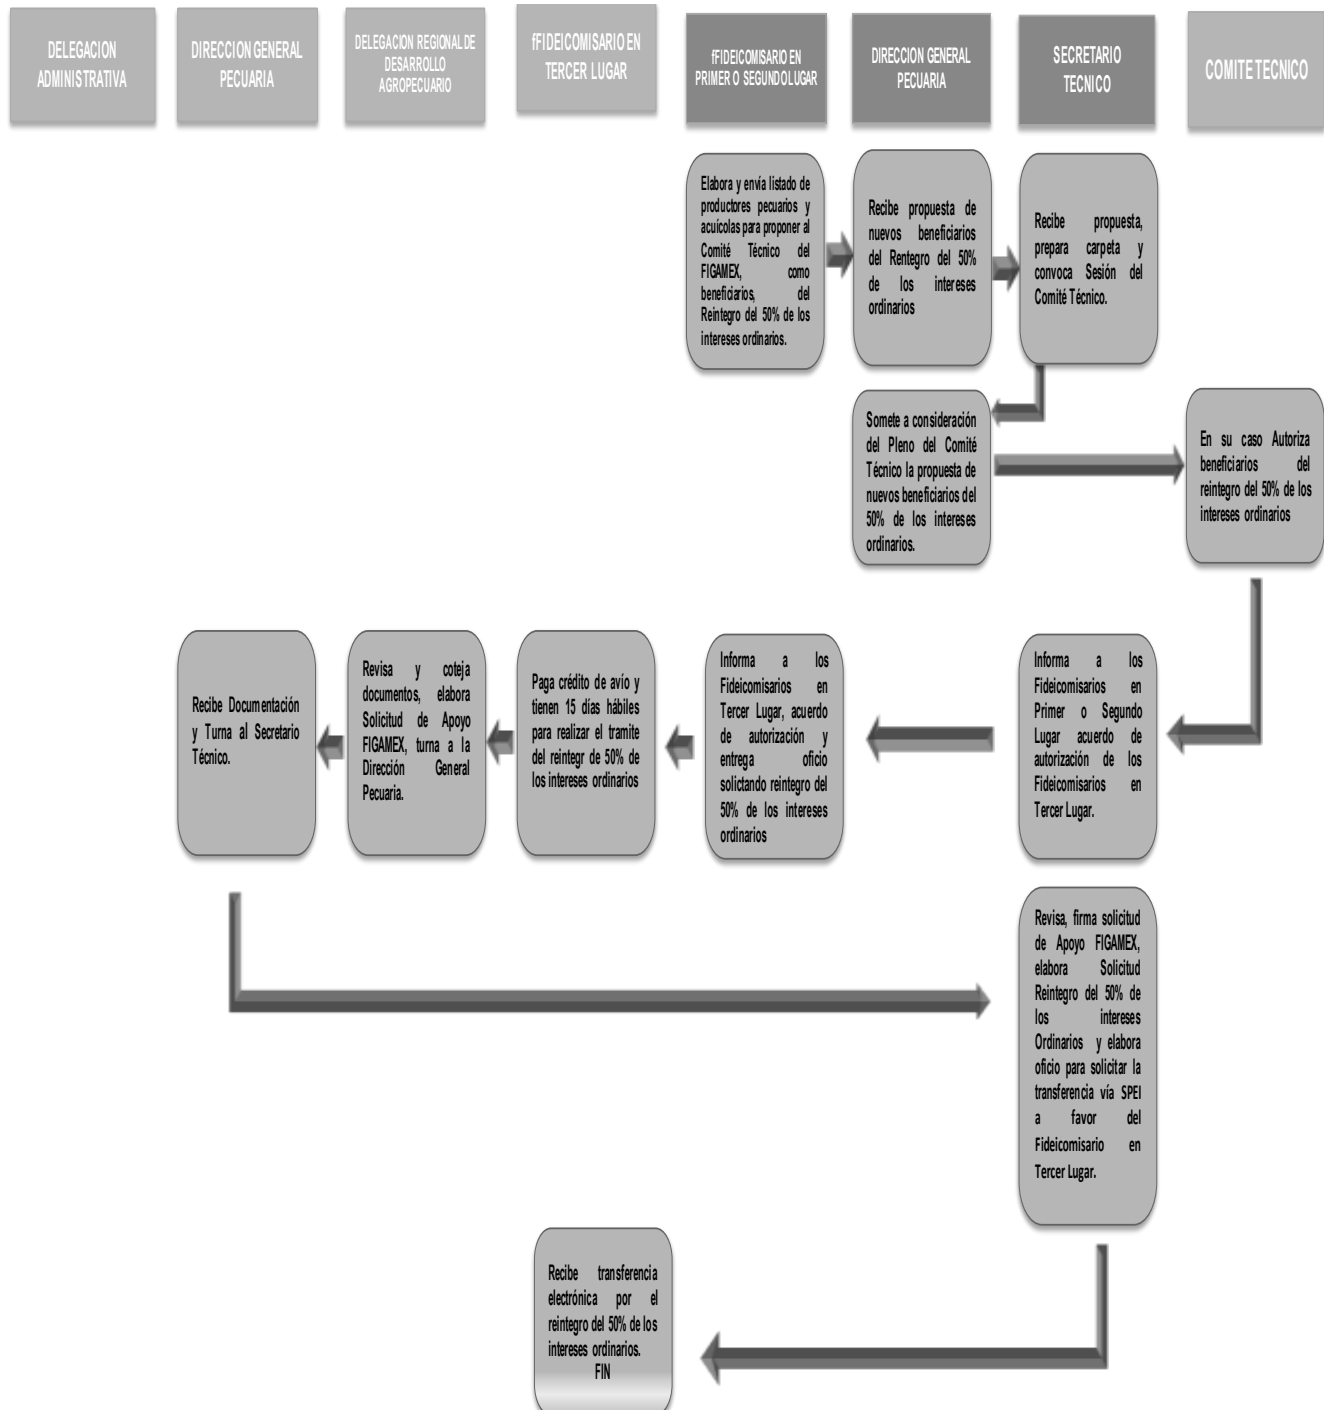 DELEGACION
ADMINISTRATIVA
DIRECCION GENERAL
PECUARIA
DELEGACION REGIONAL DE
DESARROLLO
AGROPECUARIO
fFIDEICOMISARIO EN
TERCER LUGAR
fFIDEICOMISARIO EN
PRIMER O SEGUNDO LUGAR
DIRECCION GENERAL
PECUARIA
SECRETARIO
TECNICO
COMITE TECNICO
Elabora y envía listado de
productores pecuarios y
acuícolas para proponer al
Comité Técnico del
FIGAMEX, como
beneficiarios, del
Reintegro del 50% de los
intereses ordinarios.
Recibe propuesta de
nuevos beneficiarios
del Rentegro del 50%
de los intereses
ordinarios
Recibe propuesta,
prepara carpeta y
convoca Sesión del
Comité Técnico.
Somete a consideración
del Pleno del Comité
Técnico la propuesta de
nuevos beneficiarios del
50% de los intereses
ordinarios.
En su caso Autoriza
beneficiarios del
reintegro del 50% de los
intereses ordinarios
Informa a los
Fideicomisarios en
Primer o Segundo
Lugar acuerdo de
autorización de los
Fideicomisarios en
Tercer Lugar.
Informa a los
Fideicomisarios en
Tercer Lugar, acuerdo
de autorización y
entrega oficio
solictando reintegro del
50% de los intereses
ordinarios
Paga crédito de avío y
tienen 15 días hábiles
para realizar el tramite
del reintegr de 50% de
los intereses ordinarios
Revisa y coteja
documentos, elabora
Solicitud de Apoyo
FIGAMEX, turna a la
Dirección General
Pecuaria.
Recibe Documentación
y Turna al Secretario
Técnico.
Revisa, firma solicitud
de Apoyo FIGAMEX,
elabora Solicitud
Reintegro del 50% de
los intereses
Ordinarios y elabora
oficio para solicitar la
transferencia vía SPEI
a favor del
Fideicomisario en
Tercer Lugar.
Recibe transferencia
electrónica por el
reintegro del 50% de los
intereses ordinarios.
FIN